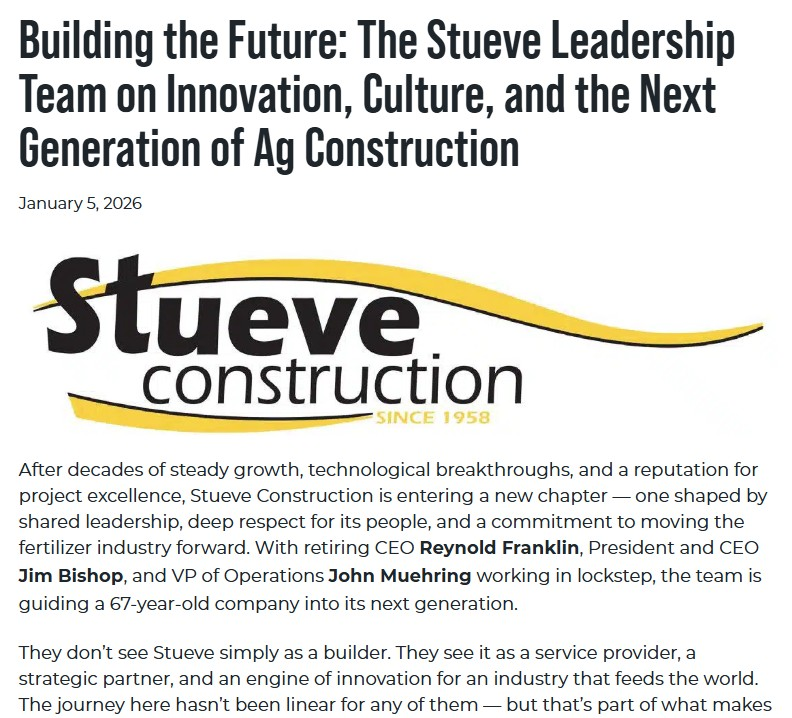 Building the Future: The Stueve Leadership
Team on Innovation, Culture, and the Next
Generation of Ag Construction
January 5, 2026
Stueve
construction
SINCE 1958
After decades of steady growth, technological breakthroughs, and a reputation for
project excellence, Stueve Construction is entering a new chapter — one shaped by
shared leadership, deep respect for its people, and a commitment to moving the
fertilizer industry forward. With retiring CEO Reynold Franklin, President and CEO
Jim Bishop, and VP of Operations John Muehring working in lockstep, the team is
guiding a 67-year-old company into its next generation.
They don’t see Stueve simply as a builder. They see it as a service provider, a
strategic partner, and an engine of innovation for an industry that feeds the world.
The journey here hasn’t been linear for any of them — but that’s part of what makes